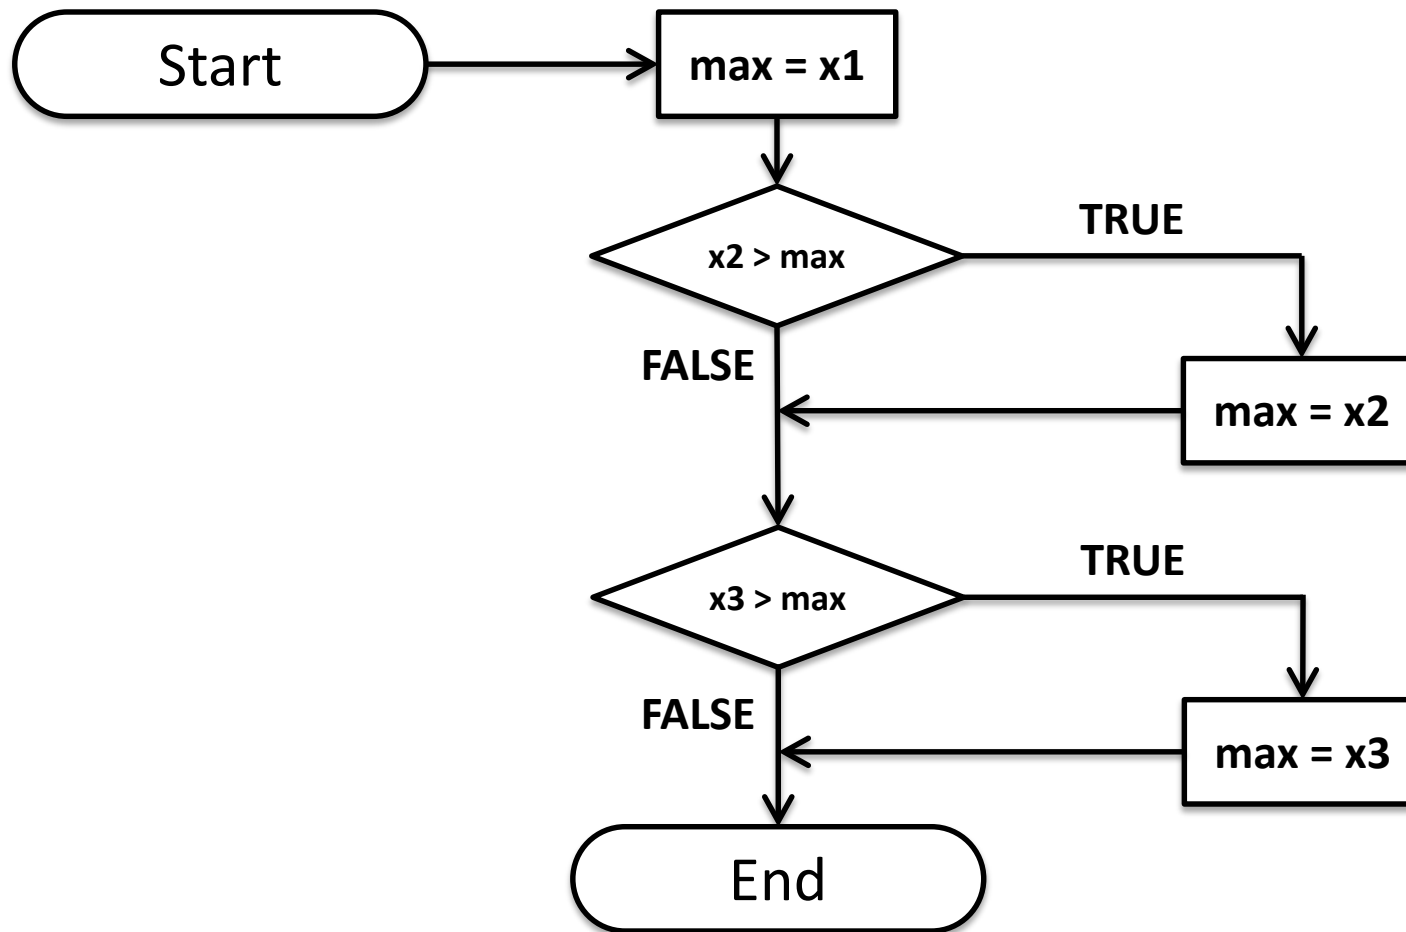 Start
max = x1
x2 > max
TRUE
FALSE
max = x2
x3 > max
TRUE
FALSE
max = x3
End